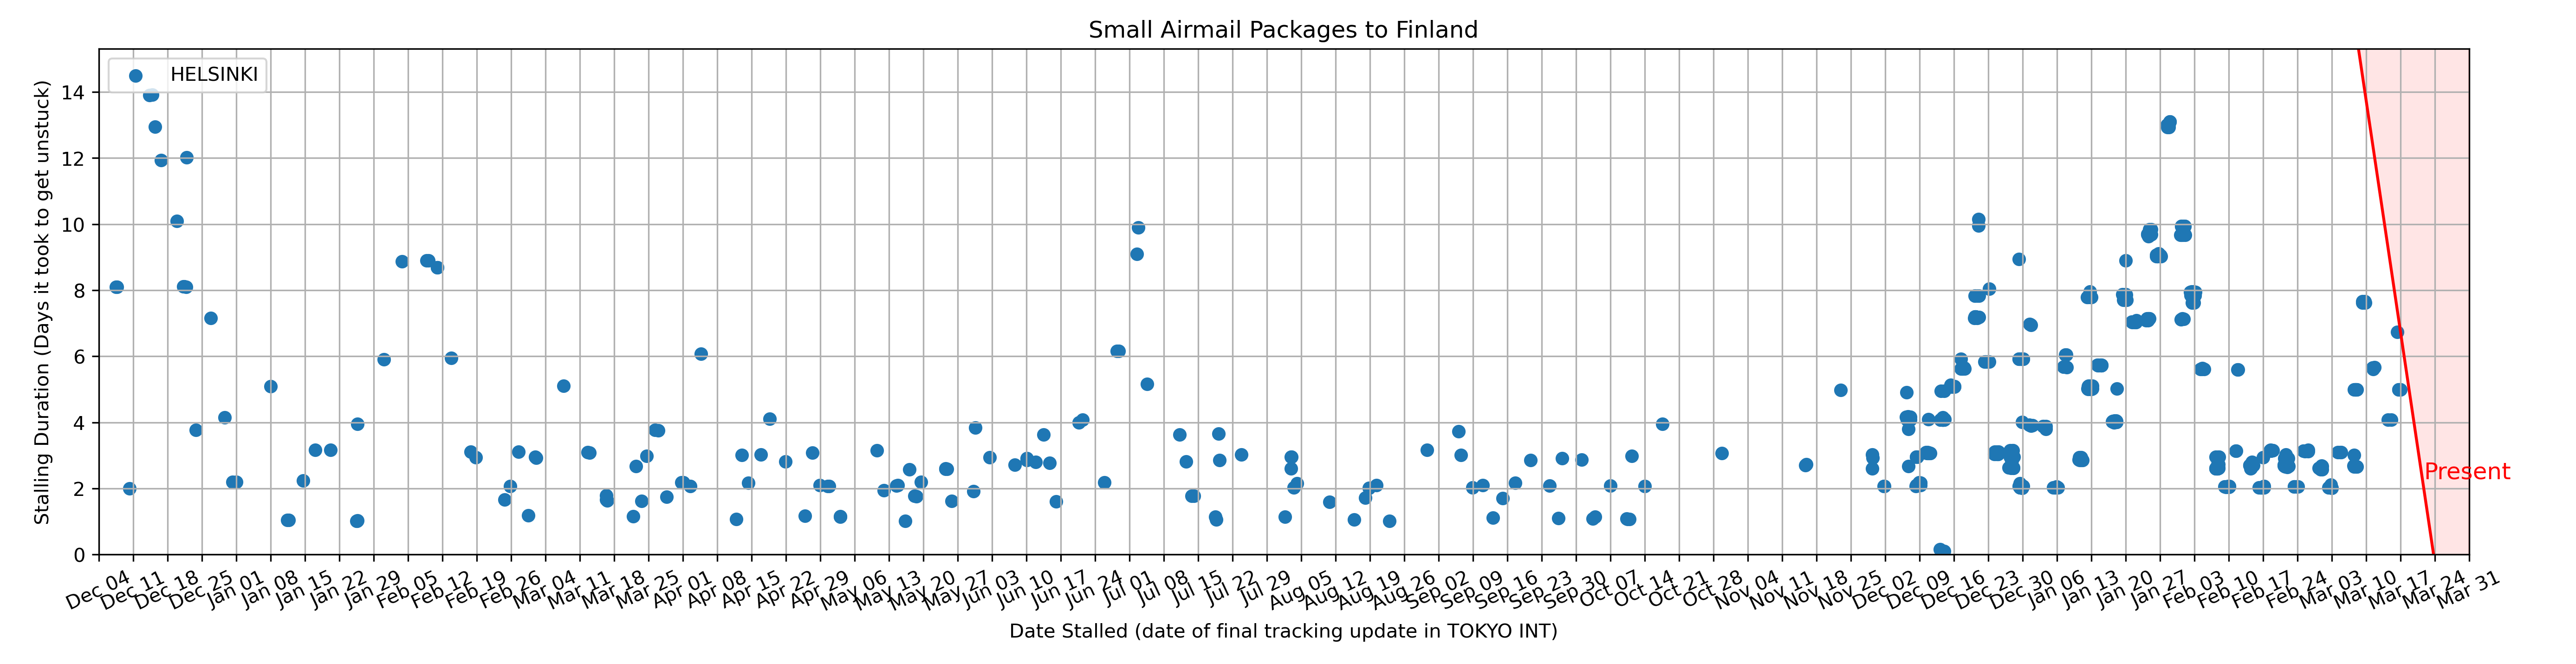 Small Airmail Packages to Finland
HELSINKI
Stalling Duration (Days it took to get unstuck)
14
12
10
8
6
4
2
0
Present
Dec 04 Dec 11 Dec 18 Dec 25 Jan 01 Jan 08 Jan 15 Jan 22 Jan 29 Feb 05 Feb 12 Feb 19 Feb 26 Mar 04 Mar 11 Mar 18 Mar 25 Apr 01 Apr 08 Apr 15 Apr 22 Apr 29 May 06 May 13 May 20 May 27 Jun 03 Jun 10 Jun 17 Jun 24 Jul 01 Jul 08 Jul 15 Jul 22 Jul 29 Aug 05 Aug 12 Aug 19 Aug 26 Sep 02 Sep 09 Sep 16 Sep 23 Sep 30 Oct 07 Oct 14 Oct 21 Oct 28 Nov 04 Nov 11 Nov 18 Nov 25 Dec 02 Dec 09 Dec 16 Dec 23 Dec 30 Jan 06 Jan 13 Jan 20 Jan 27 Feb 03 Feb 10 Feb 17 Feb 24 Mar 03 Mar 10 Mar 17 Mar 24 Mar 31
Date Stalled (date of final tracking update in TOKYO INT)